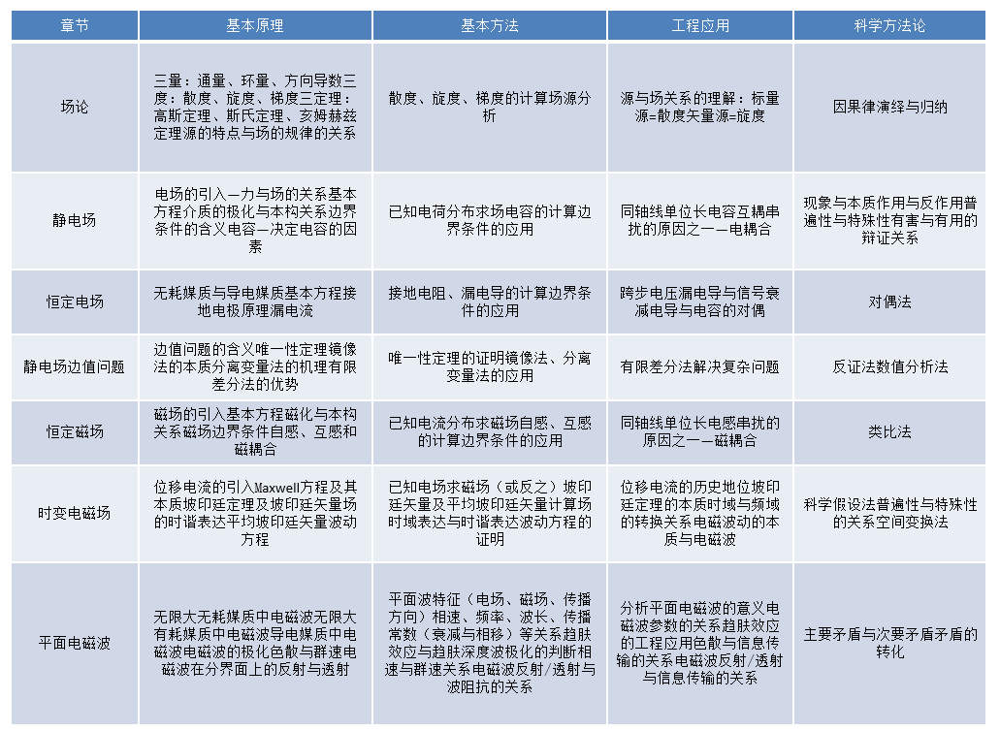 章节
基本原理
基本方法
工程应用
科学方法论
场论
三量：通量、环量、方向导数三
度：散度、旋度、梯度三定理：
高斯定理、斯氏定理、亥姆赫兹
定理源的特点与场的规律的关系
散度、旋度、梯度的计算场源分
析
源与场关系的理解：标量
源=散度矢量源=旋度
因果律演绎与归纳
静电场
电场的引入—力与场的关系基本
方程介质的极化与本构关系边界
条件的含义电容—决定电容的因
素
已知电荷分布求场电容的计算边
界条件的应用
同轴线单位长电容互耦串
扰的原因之一—电耦合
现象与本质作用与反作用普
遍性与特殊性有害与有用的
辩证关系
恒定电场
无耗媒质与导电媒质基本方程接
地电极原理漏电流
接地电阻、漏电导的计算边界条
件的应用
跨步电压漏电导与信号衰
减电导与电容的对偶
对偶法
静电场边值问题
边值问题的含义唯一性定理镜像
法的本质分离变量法的机理有限
差分法的优势
唯一性定理的证明镜像法、分离
变量法的应用
有限差分法解决复杂问题
反证法数值分析法
恒定磁场
磁场的引入基本方程磁化与本构
关系磁场边界条件自感、互感和
磁耦合
已知电流分布求磁场自感、互感
的计算边界条件的应用
同轴线单位长电感串扰的
原因之一—磁耦合
类比法
时变电磁场
位移电流的引入Maxwell方程及其
本质坡印廷定理及坡印廷矢量场
的时谐表达平均坡印廷矢量波动
方程
已知电场求磁场（或反之）坡印
廷矢量及平均坡印廷矢量计算场
时域表达与时谐表达波动方程的
证明
位移电流的历史地位坡印
廷定理的本质时域与频域
的转换关系电磁波动的本
质与电磁波
科学假设法普遍性与特殊性
的关系空间变换法
平面电磁波
无限大无耗媒质中电磁波无限大
有耗媒质中电磁波导电媒质中电
磁波电磁波的极化色散与群速电
磁波在分界面上的反射与透射
平面波特征（电场、磁场、传播
方向）相速、频率、波长、传播
常数（衰减与相移）等关系趋肤
效应与趋肤深度波极化的判断相
速与群速关系电磁波反射/透射与
波阻抗的关系
分析平面电磁波的意义电
磁波参数的关系趋肤效应
的工程应用色散与信息传
输的关系电磁波反射/透射
与信息传输的关系
主要矛盾与次要矛盾矛盾的
转化